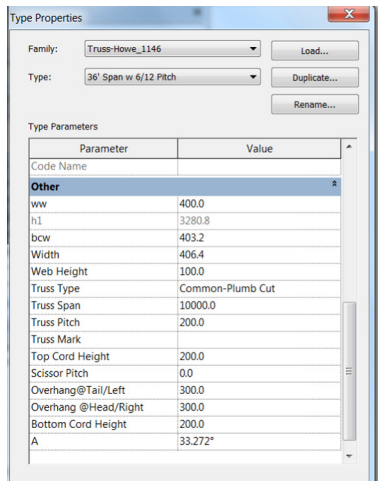 Type Properties
Family: Truss-Howe_1146 Load...
Type: 36' Span w 6/12 Pitch Duplicate...
Rename...
Type Parameters
Parameter Value
Code Name
Other
ww 400.0
h1 3280.8
bcw 403.2
Width 406.4
Web Height 100.0
Truss Type Common-Plumb Cut
Truss Span 10000.0
Truss Pitch 200.0
Truss Mark
Top Cord Height 200.0
Scissor Pitch 0.0
Overhang@Tail/Left 300.0
Overhang @Head/Right 300.0
Bottom Cord Height 200.0
A 33.272°